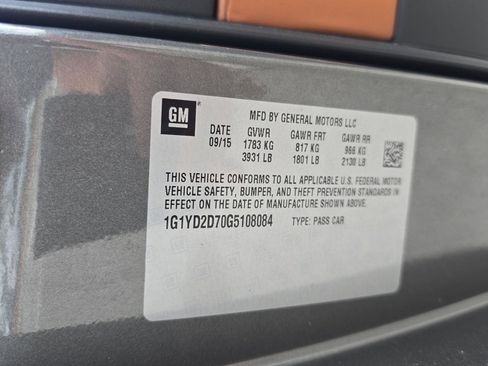 GM
MFD BY GENERAL MOTORS LLC
DATE GVWR GAWR FRT GAWR RR
09/15 1783 KG 817 KG 966 KG
3931 LB 1801 LB 2130 LB
THIS VEHICLE CONFORMS TO ALL APPLICABLE U.S. FEDERAL MOTOR
VEHICLE SAFETY, BUMPER, AND THEFT PREVENTION STANDARDS IN
EFFECT ON THE DATE OF MANUFACTURE SHOWN ABOVE.
1G1YD2D70G5108084 TYPE: PASS CAR